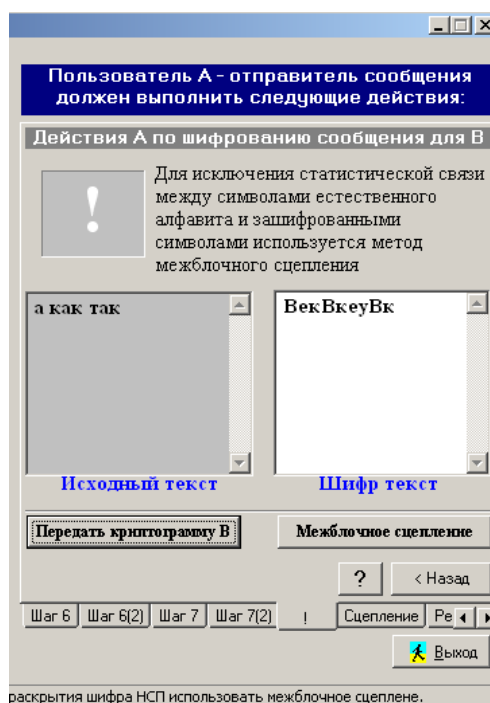 Пользователь А - отправитель сообщения
должен выполнить следующие действия:
Действия А по шифрованию сообщения для В
!
Для исключения статистической связи
между символами естественного
алфавита и зашифрованными
символами используется метод
межблочного сцепления
а как так
ВекВкеуВк
Исходный текст
Шифр текст
Передать криптограмму В
Межблочное сцепление
?
< Назад
Шаг 6
Шаг 6(2)
Шаг 7
Шаг 7(2)
!
Сцепление
Ре
Выход
раскрытия шифра НСП использовать межблочное сцеплене.